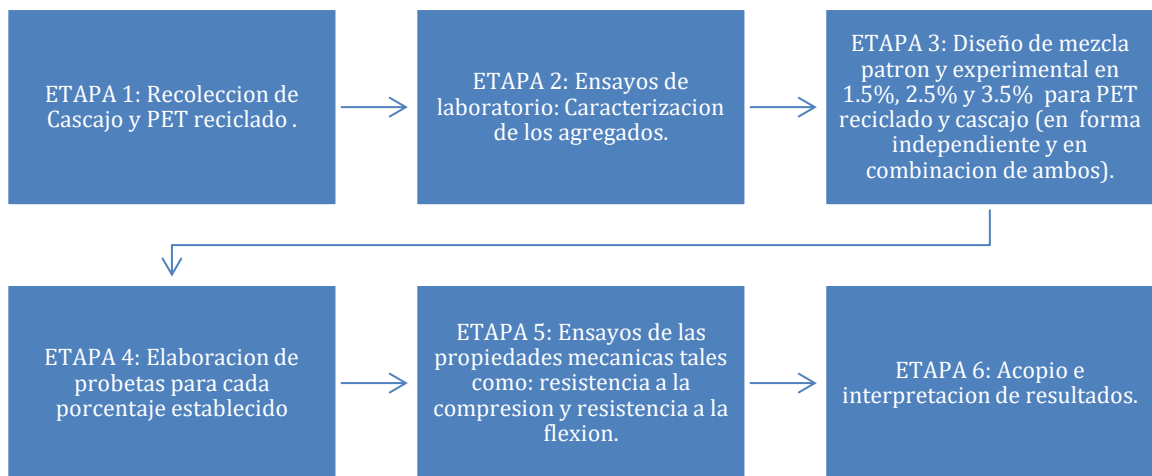 ETAPA 1: Recoleccion de
Cascajo y PET reciclado .
ETAPA 2: Ensayos de
laboratorio: Caracterizacion
de los agregados.
ETAPA 3: Diseño de mezcla
patron y experimental en
1.5%, 2.5% y 3.5% para PET
reciclado y cascajo (en forma
independiente y en
combinacion de ambos).
ETAPA 4: Elaboracion de
probetas para cada
porcentaje establecido
ETAPA 5: Ensayos de las
propiedades mecanicas tales
como: resistencia a la
compresion y resistencia a la
flexion.
ETAPA 6: Acopio e
interpretacion de resultados.